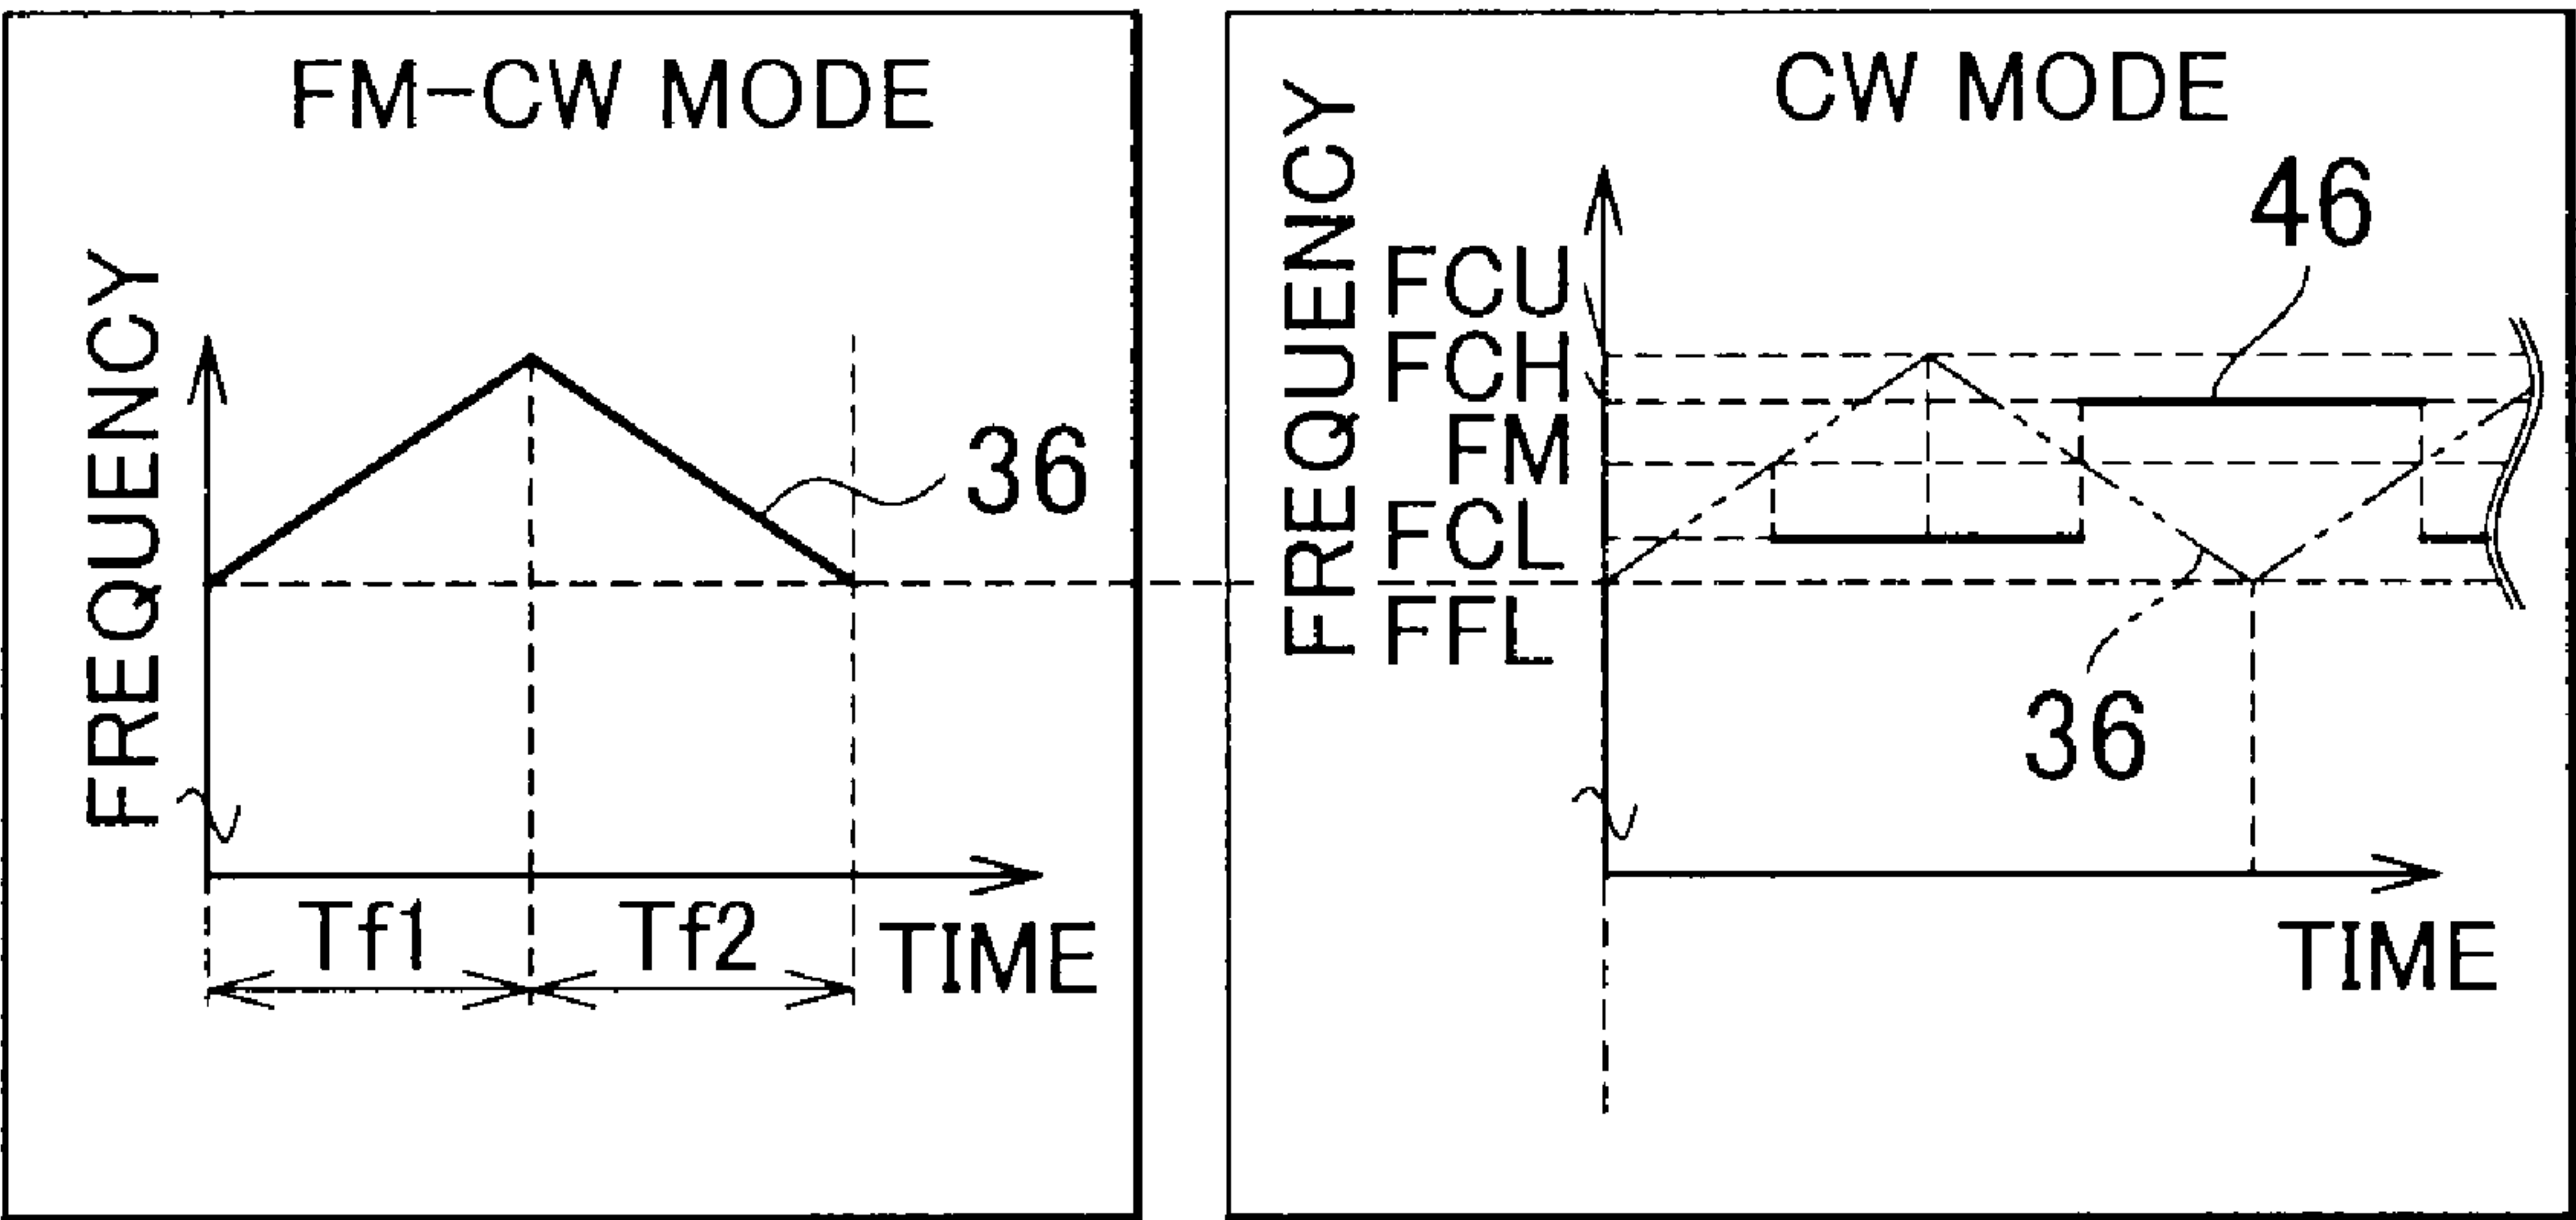 FM-CW MODE
FREQUENCY
36
Tf1
Tf2
TIME
CW MODE
FREQUENCY
46
FCU
FCH
FM
FCL
FFL
36
TIME